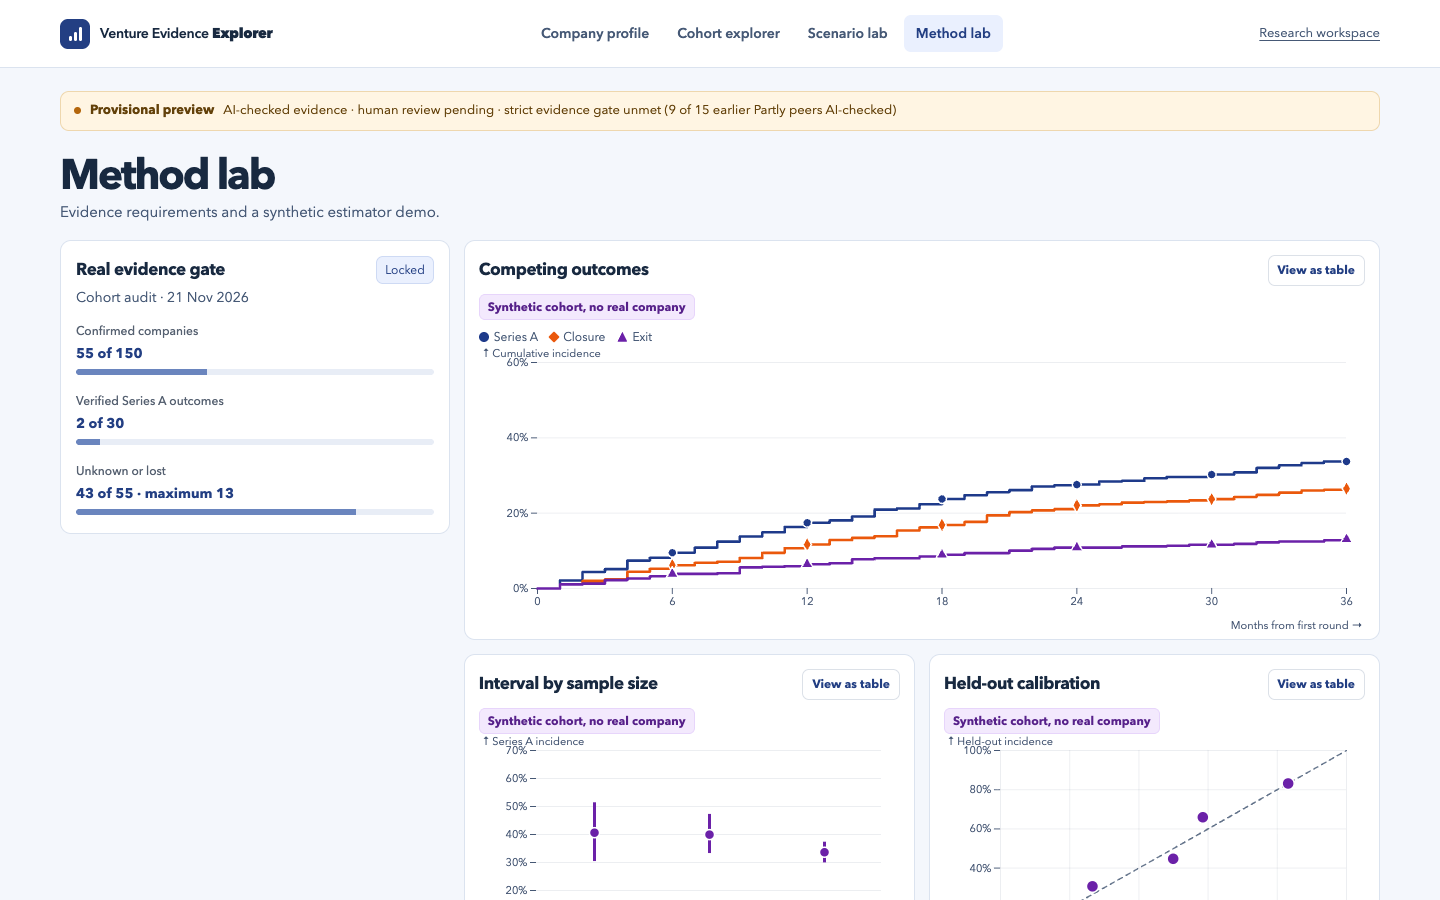 Venture Evidence Explorer
Company profile
Cohort explorer
Scenario lab
Method lab
Research workspace
Provisional preview AI-checked evidence · human review pending · strict evidence gate unmet (9 of 15 earlier Partly peers AI-checked)
Method lab
Evidence requirements and a synthetic estimator demo.
Real evidence gate
Locked
Cohort audit · 21 Nov 2026
Confirmed companies
55 of 150
Verified Series A outcomes
2 of 30
Unknown or lost
43 of 55 · maximum 13
Competing outcomes
View as table
Synthetic cohort, no real company
Series A Closure Exit
↑ Cumulative incidence
60%
40%
20%
0%
0 6 12 18 24 30 36
Months from first round →
Interval by sample size
View as table
Synthetic cohort, no real company
↑ Series A incidence
70%
60%
50%
40%
30%
20%
Held-out calibration
View as table
Synthetic cohort, no real company
↑ Held-out incidence
100%
80%
60%
40%